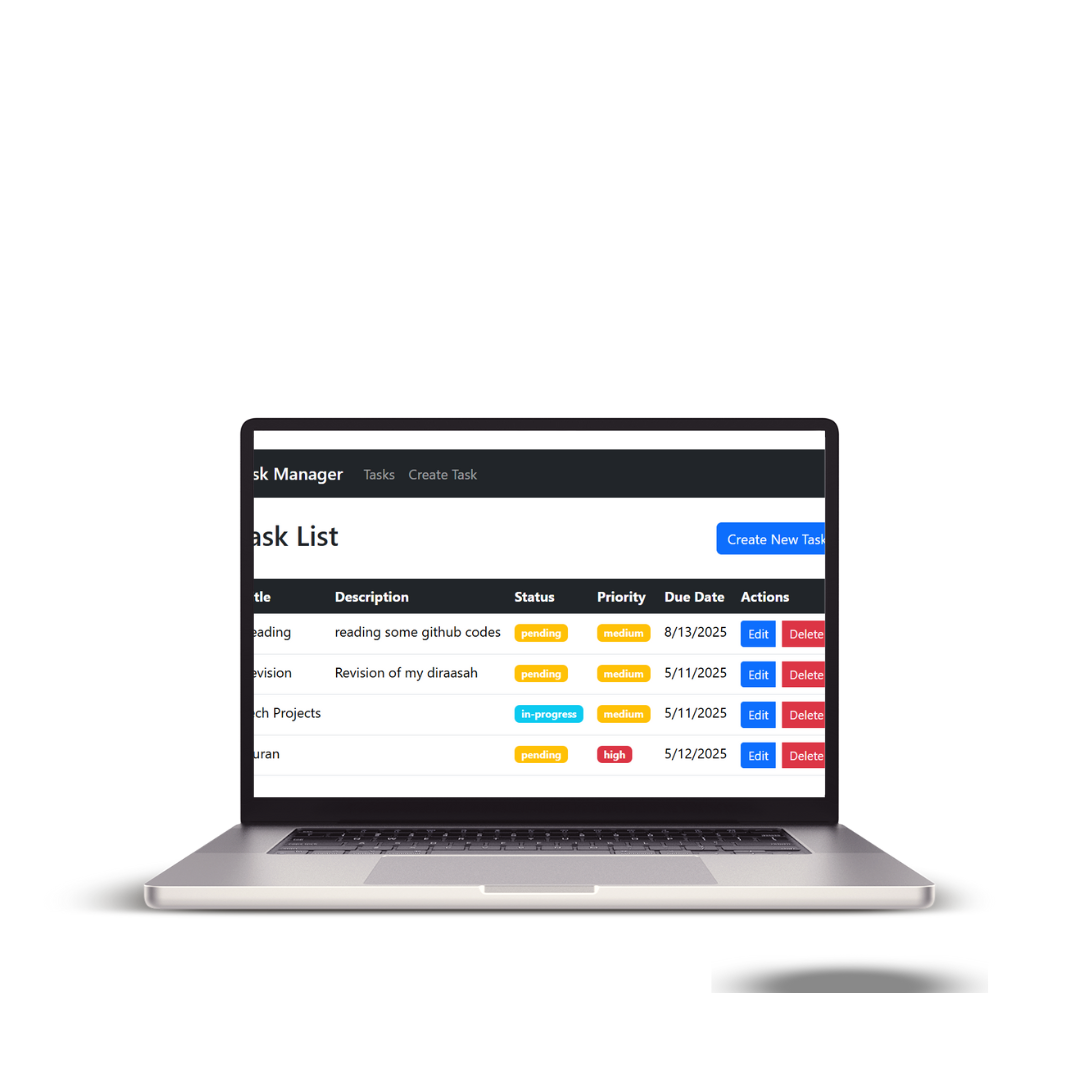 sk Manager Tasks Create Task
ask List Create New Task
tle Description Status Priority Due Date Actions
eading reading some github codes pending medium 8/13/2025 Edit Delete
evision Revision of my diraasah pending medium 5/11/2025 Edit Delete
ech Projects in-progress medium 5/11/2025 Edit Delete
uran pending high 5/12/2025 Edit Delete